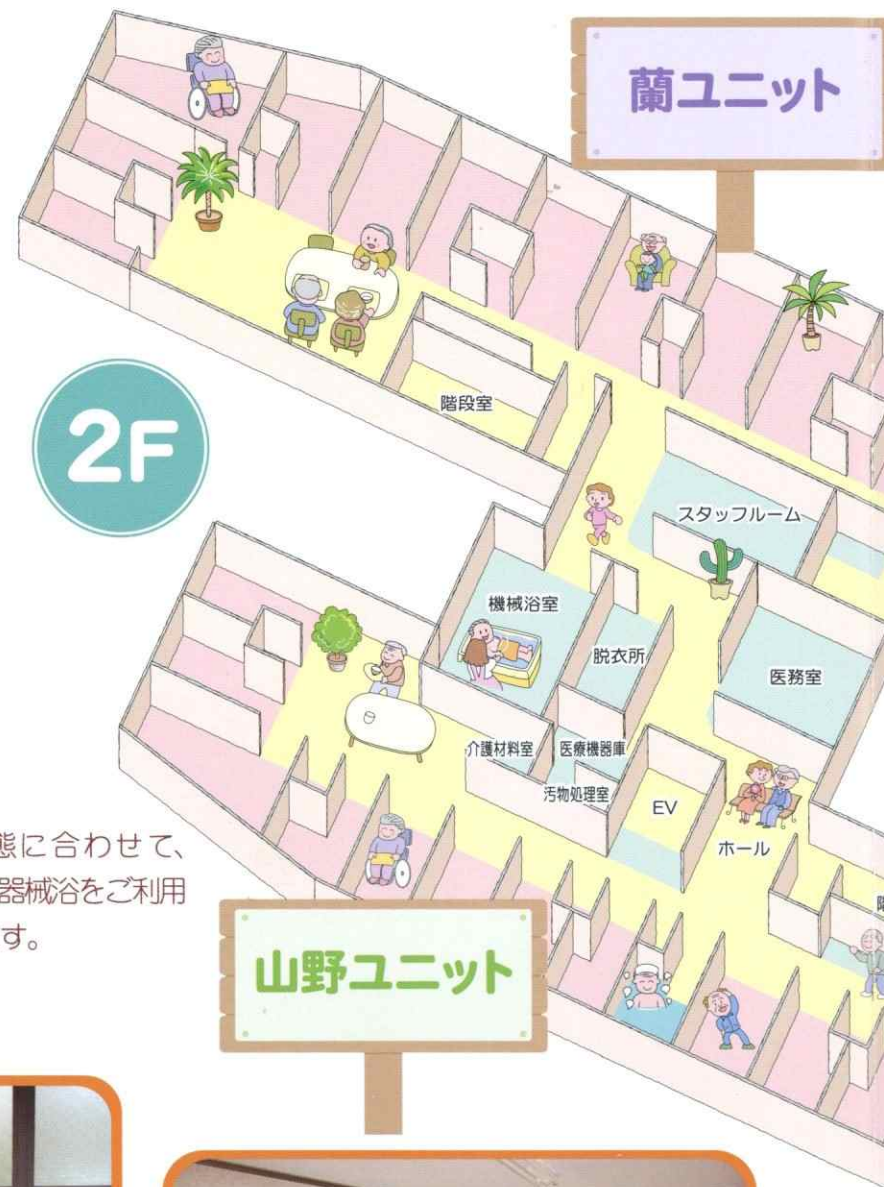 蘭ユニット
2F
階段室
スタッフルーム
機械浴室
脱衣所
医務室
介護材料室
医療機器庫
汚物処理室
EV
ホール
態に合わせて、
器械浴をご利用
す。
山野ユニット